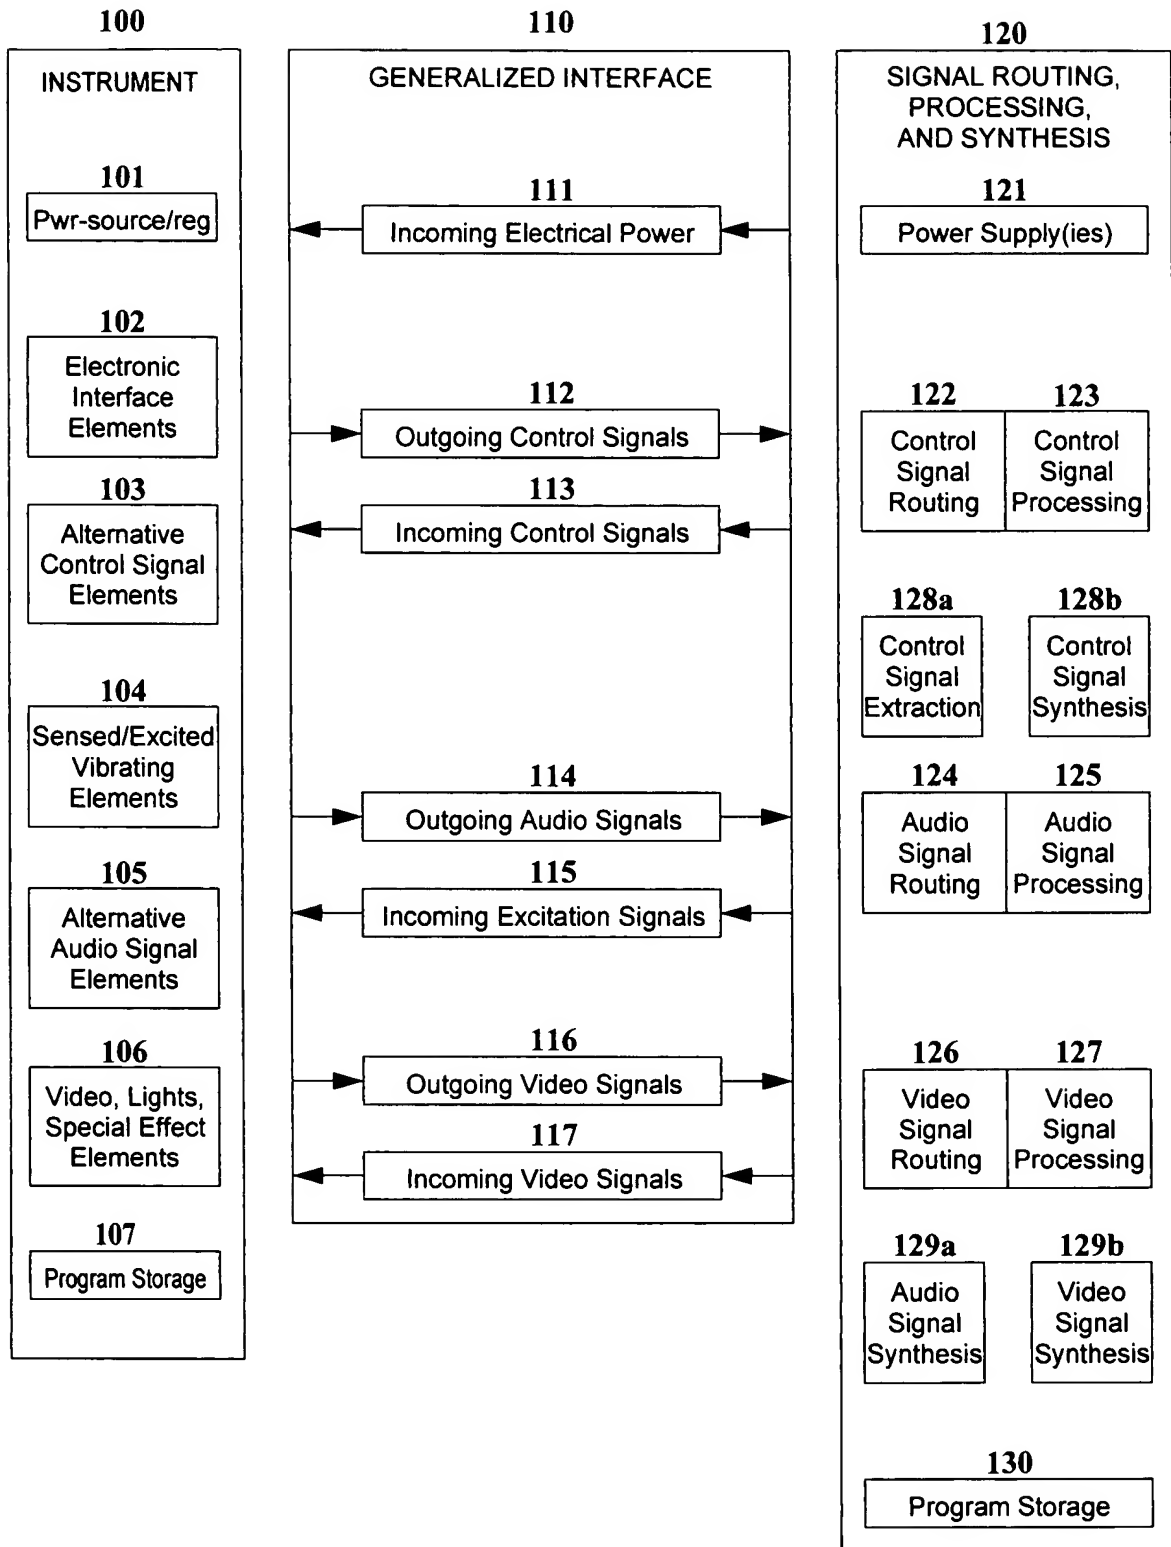 100
INSTRUMENT
101
Pwr-source/reg
102
Electronic
Interface
Elements
103
Alternative
Control Signal
Elements
104
Sensed/Excited
Vibrating
Elements
105
Alternative
Audio Signal
Elements
106
Video, Lights,
Special Effect
Elements
107
Program Storage
110
GENERALIZED INTERFACE
111
Incoming Electrical Power
112
Outgoing Control Signals
113
Incoming Control Signals
114
Outgoing Audio Signals
115
Incoming Excitation Signals
116
Outgoing Video Signals
117
Incoming Video Signals
120
SIGNAL ROUTING,
PROCESSING,
AND SYNTHESIS
121
Power Supply(ies)
122
Control
Signal
Routing
123
Control
Signal
Processing
128a
Control
Signal
Extraction
128b
Control
Signal
Synthesis
124
Audio
Signal
Routing
125
Audio
Signal
Processing
126
Video
Signal
Routing
127
Video
Signal
Processing
129a
Audio
Signal
Synthesis
129b
Video
Signal
Synthesis
130
Program Storage